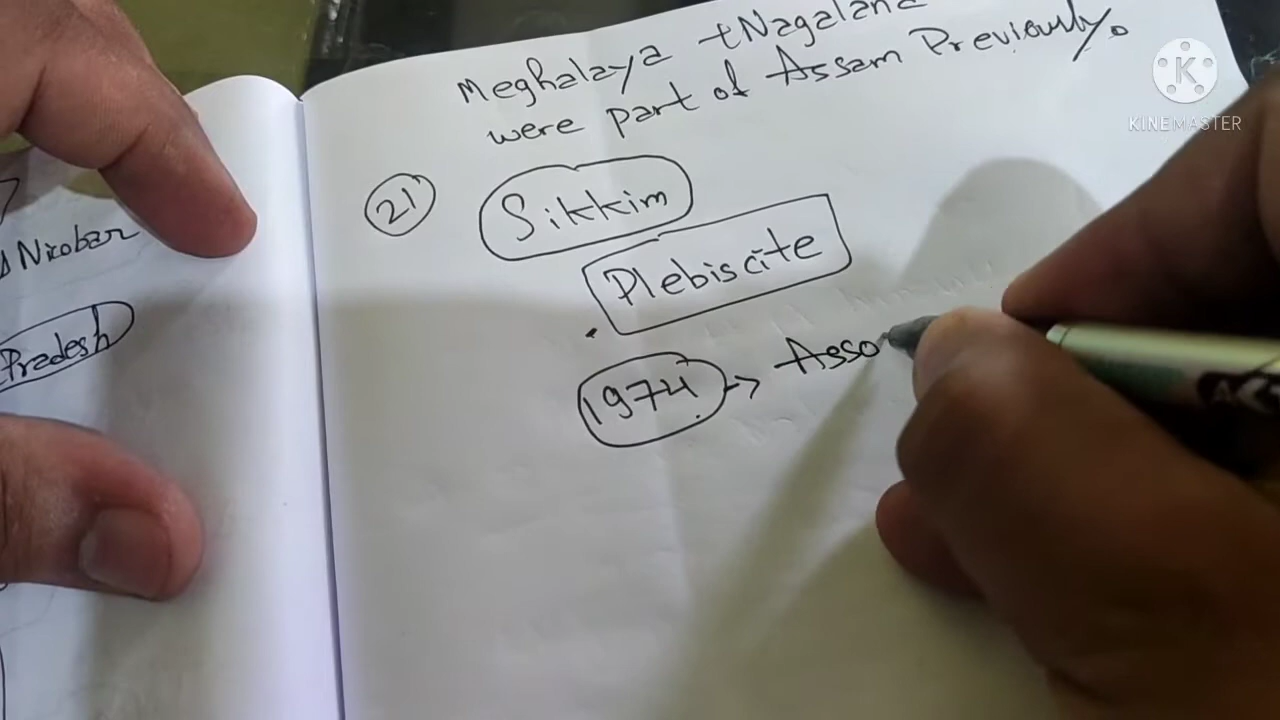 Meghalaya + Nagaland
were part of Assam Previously.
21 Sikkim
Plebiscite
1974 -> Asso
Nicobar
Pradesh
K
KINEMASTER